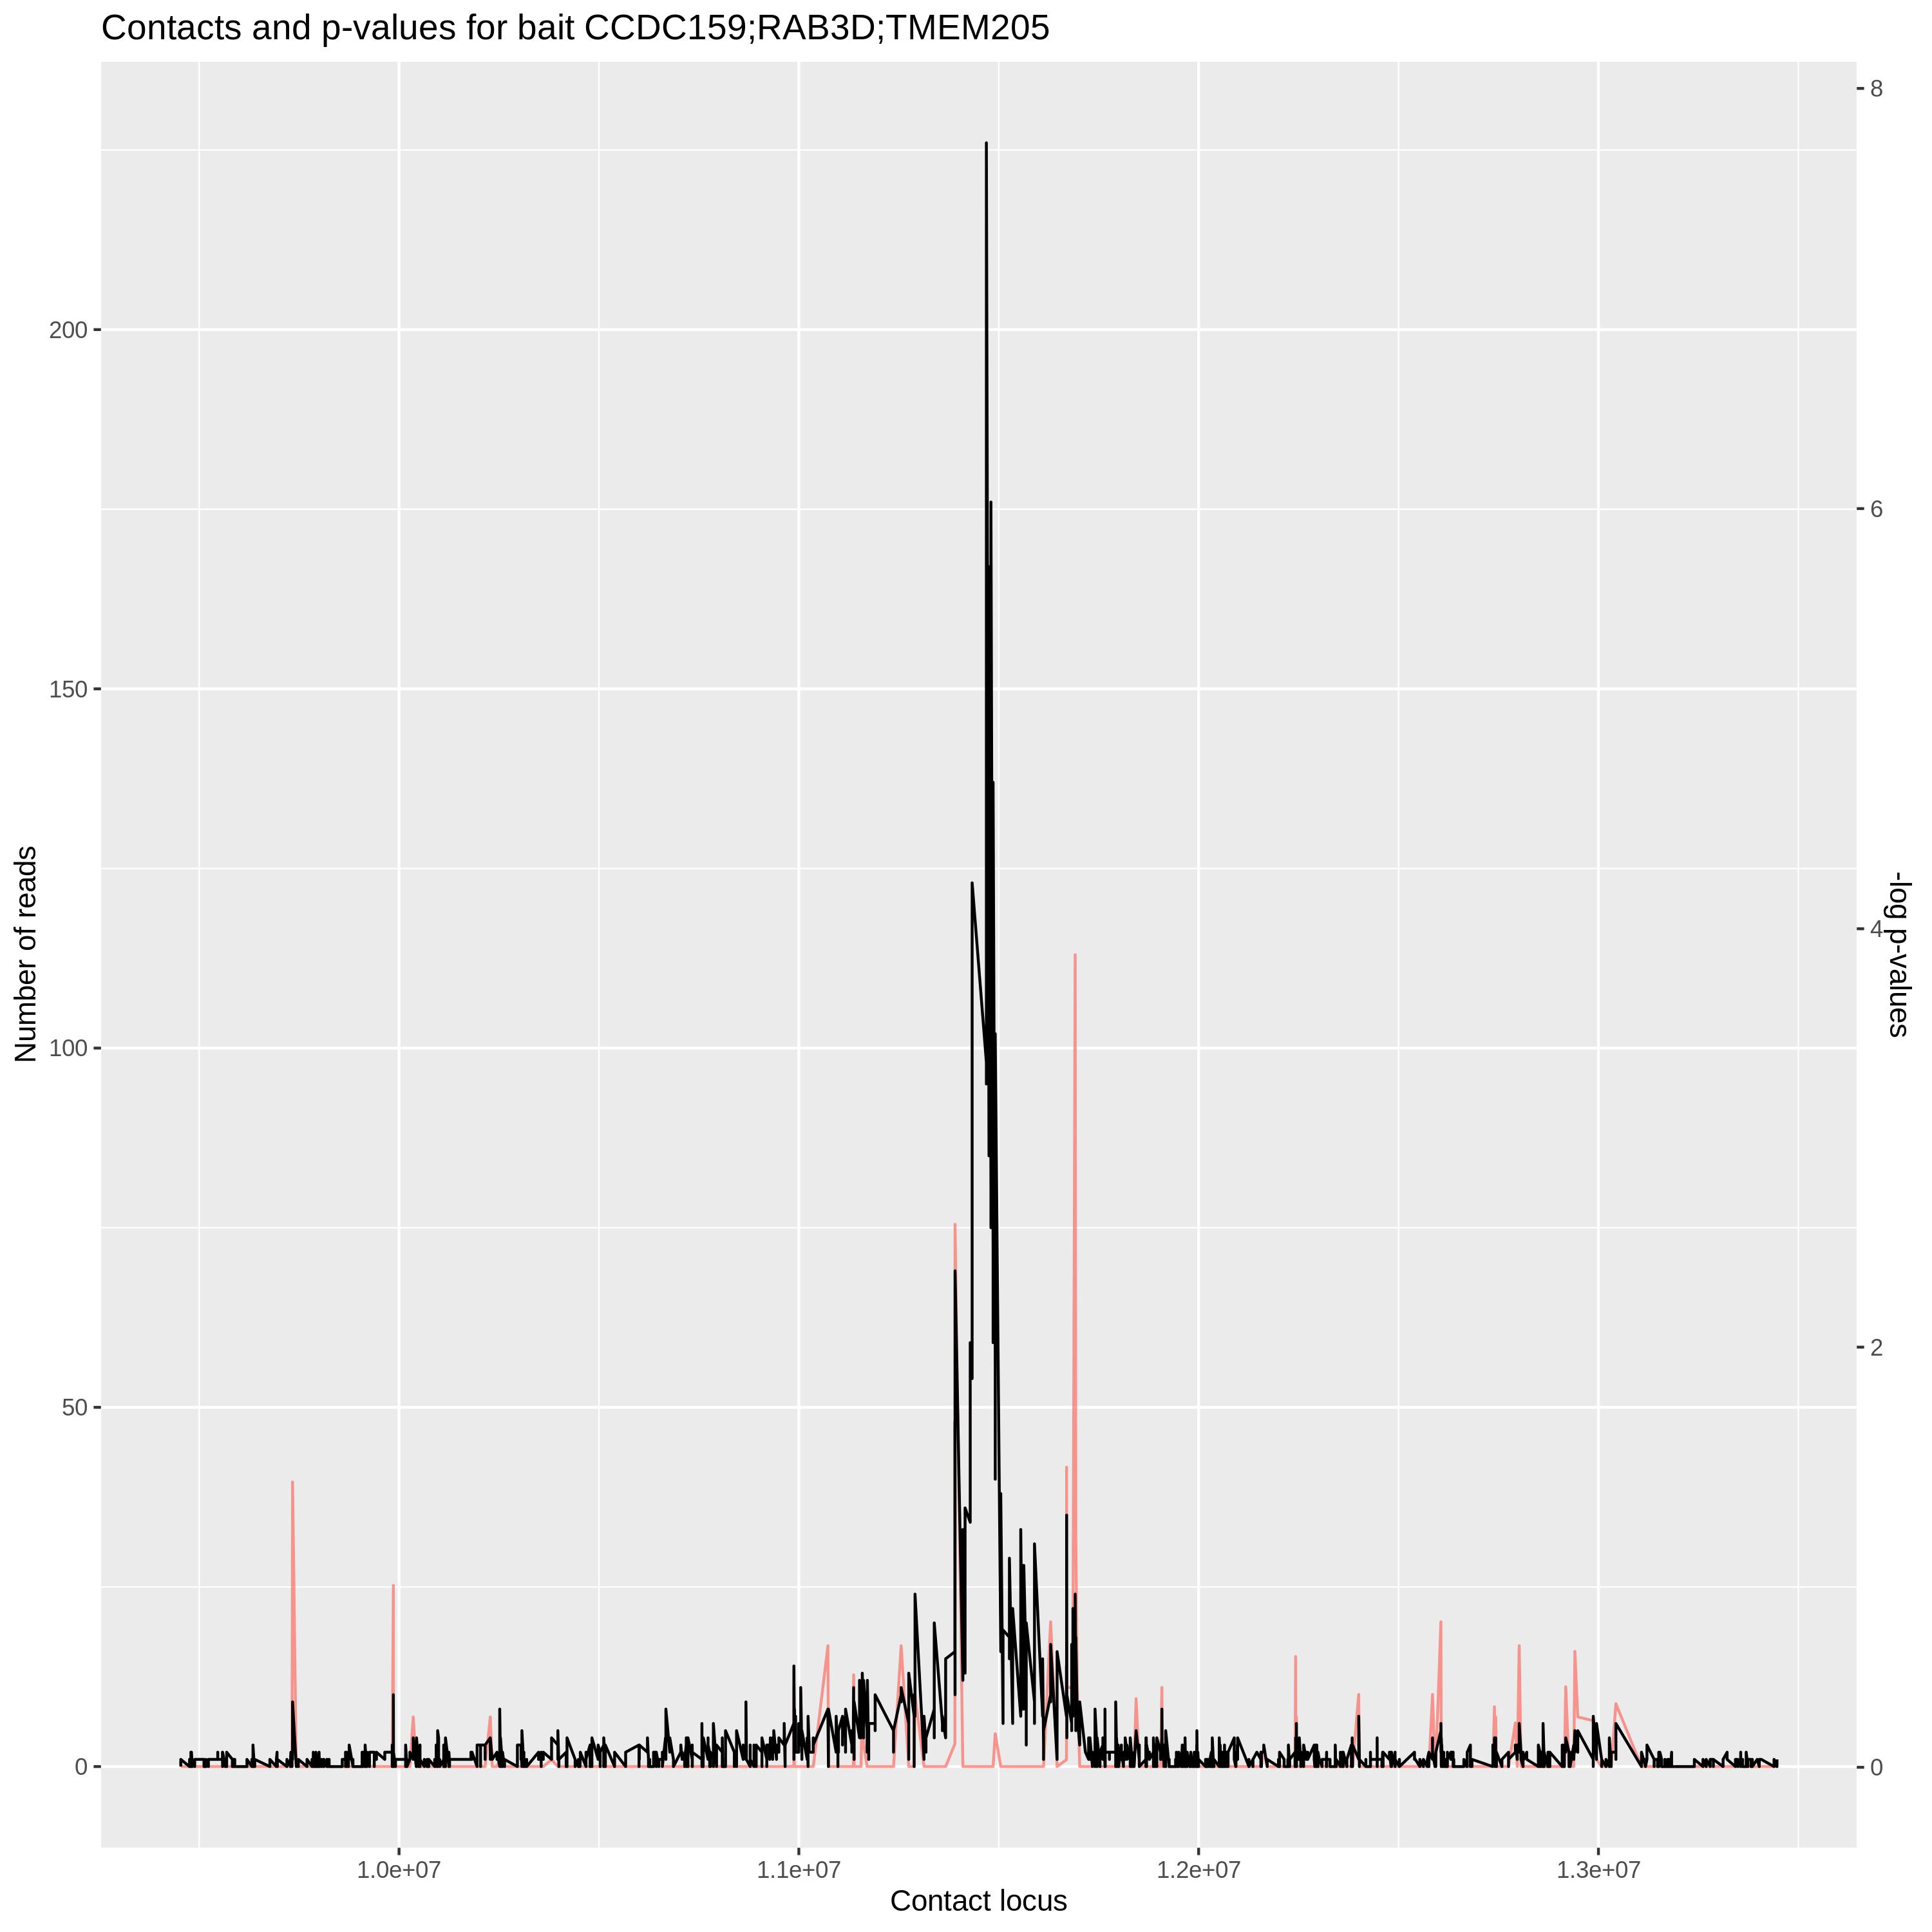 Contacts and p-values for bait CCDC159;RAB3D;TMEM205
8
200
6
150
Number of reads
4
-log p-values
100
2
50
0
0
1.0e+07
1.1e+07
1.2e+07
1.3e+07
Contact locus